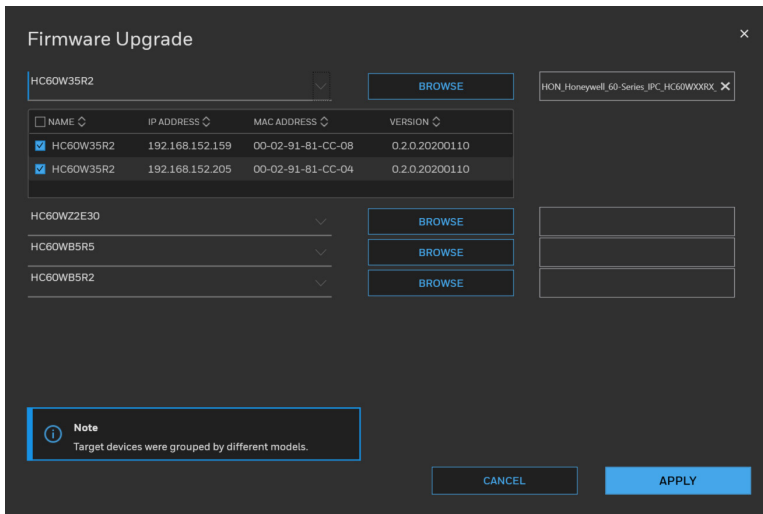 Firmware Upgrade
HC60W35R2 BROWSE HON_Honeywell_60-Series_IPC_HC60WXXRX_
NAME IP ADDRESS MAC ADDRESS VERSION
HC60W35R2 192.168.152.159 00-02-91-81-CC-08 0.2.0.20200110
HC60W35R2 192.168.152.205 00-02-91-81-CC-04 0.2.0.20200110
HC60WZ2E30 BROWSE
HC60WB5R5 BROWSE
HC60WB5R2 BROWSE
Note
Target devices were grouped by different models.
CANCEL APPLY